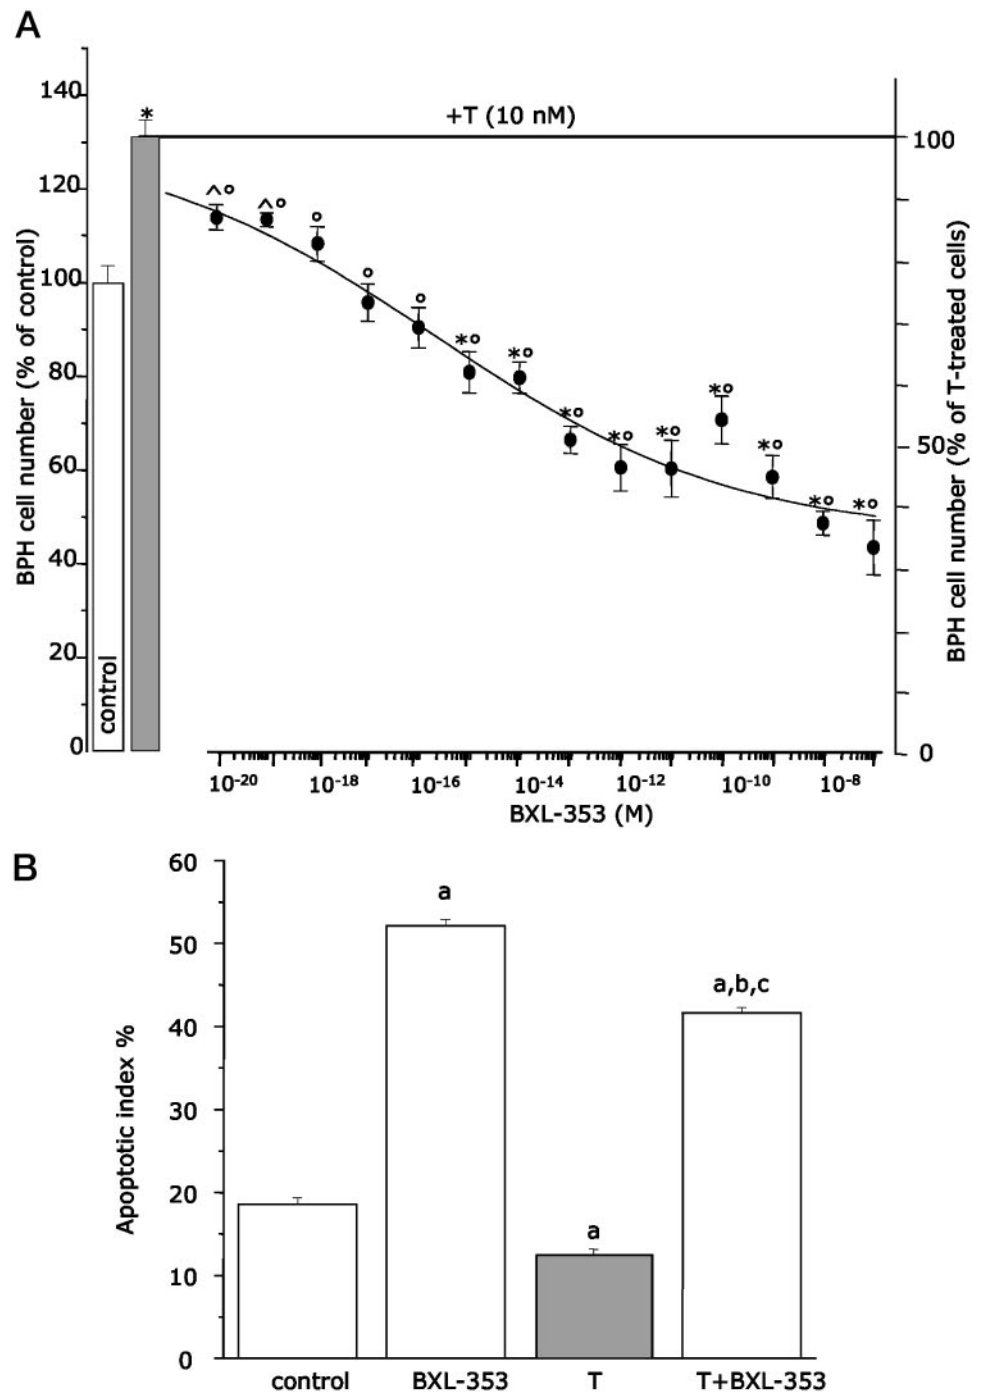 A
BPH cell number (% of control)
140
120
100
80
60
40
20
0
control
*
+T (10 nM)
^o
^o
o
o
o
*o
*o
*o
*o
*o
*o
*o
*o
*o
100
50
0
BPH cell number (% of T-treated cells)
10-20
10-18
10-16
10-14
10-12
10-10
10-8
BXL-353 (M)
B
Apoptotic index %
60
50
40
30
20
10
0
a
a
a,b,c
control
BXL-353
T
T+BXL-353